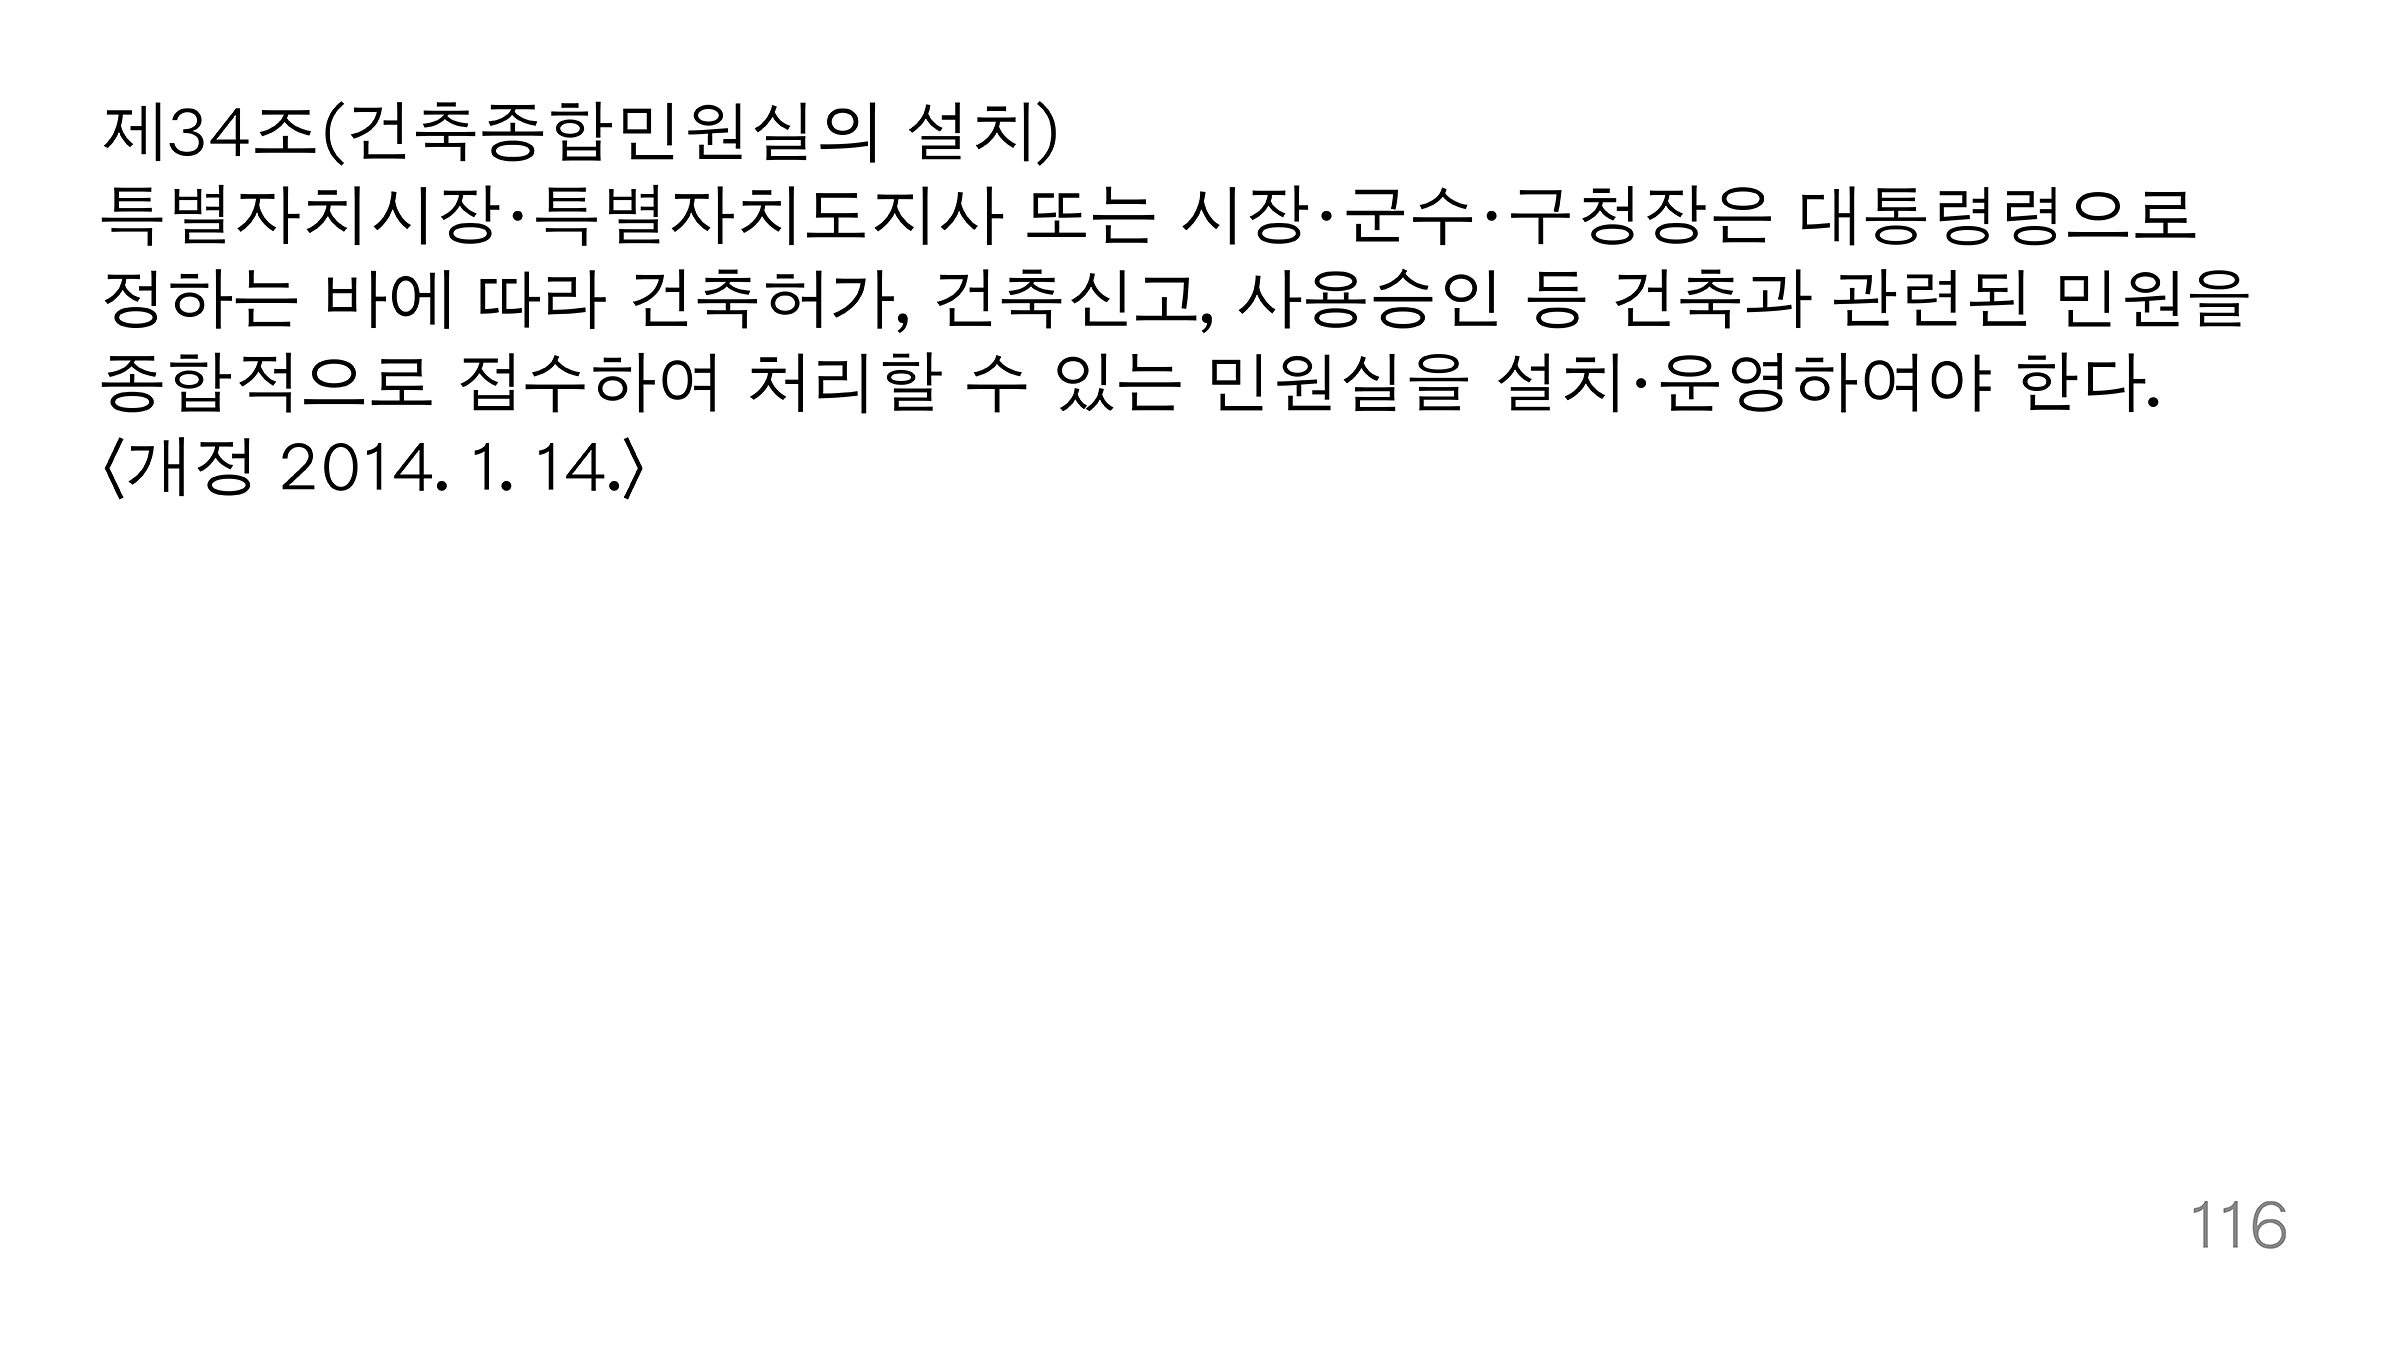 제34조(건축종합민원실의 설치)
특별자치시장·특별자치도지사 또는 시장·군수·구청장은 대통령령으로
정하는 바에 따라 건축허가, 건축신고, 사용승인 등 건축과 관련된 민원을
종합적으로 접수하여 처리할 수 있는 민원실을 설치·운영하여야 한다.
〈개정 2014. 1. 14.〉
116